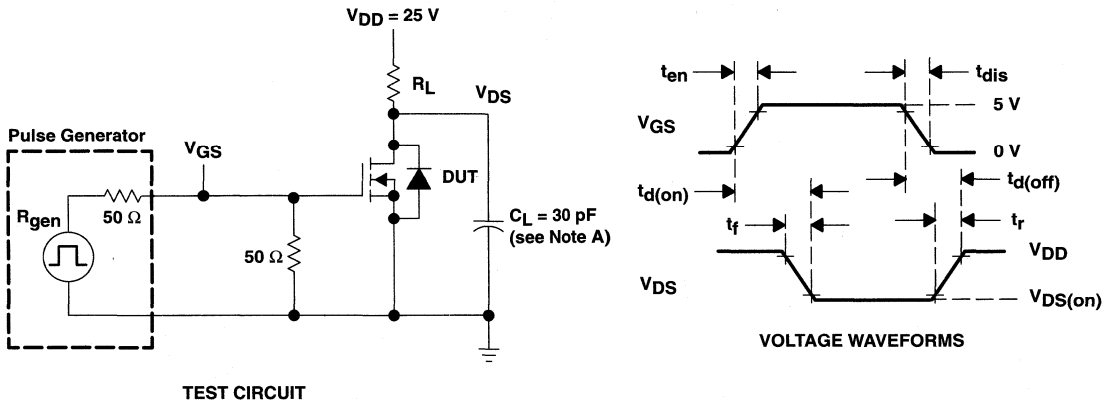 VDD = 25 V
RL
VDS
Pulse Generator
VGS
Rgen
50 Ω
50 Ω
DUT
CL = 30 pF
(see Note A)
TEST CIRCUIT
ten
tdis
5 V
VGS
0 V
td(on)
td(off)
tf
tr
VDD
VDS
VDS(on)
VOLTAGE WAVEFORMS